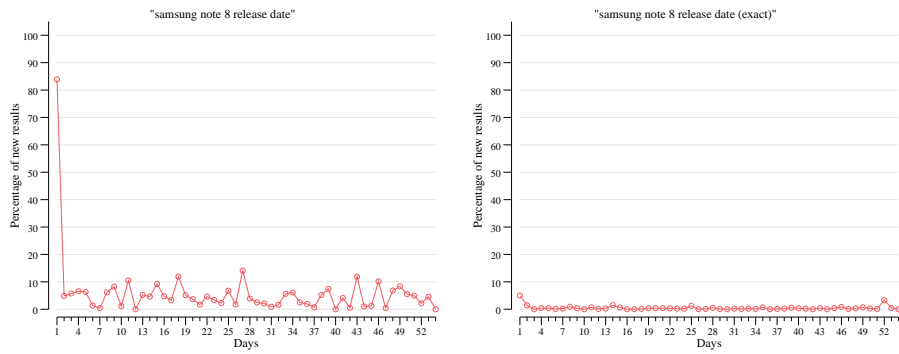 "samsung note 8 release date"
100
90
80
70
60
50
40
30
20
10
0
Percentage of new results
1 4 7 10 13 16 19 22 25 28 31 34 37 40 43 46 49 52
Days
"samsung note 8 release date (exact)"
100
90
80
70
60
50
40
30
20
10
0
Percentage of new results
1 4 7 10 13 16 19 22 25 28 31 34 37 40 43 46 49 52
Days